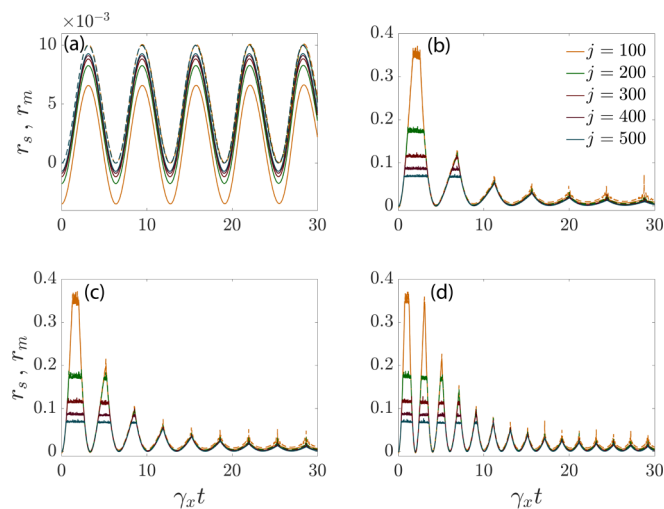 ×10⁻³
(a)
10
5
0
r_s , r_m
0 10 20 30
(b)
0.4
0.3
0.2
0.1
0
j = 100
j = 200
j = 300
j = 400
j = 500
0 10 20 30
(c)
0.4
0.3
0.2
0.1
0
r_s , r_m
0 10 20 30
γ_x t
(d)
0.4
0.3
0.2
0.1
0
0 10 20 30
γ_x t